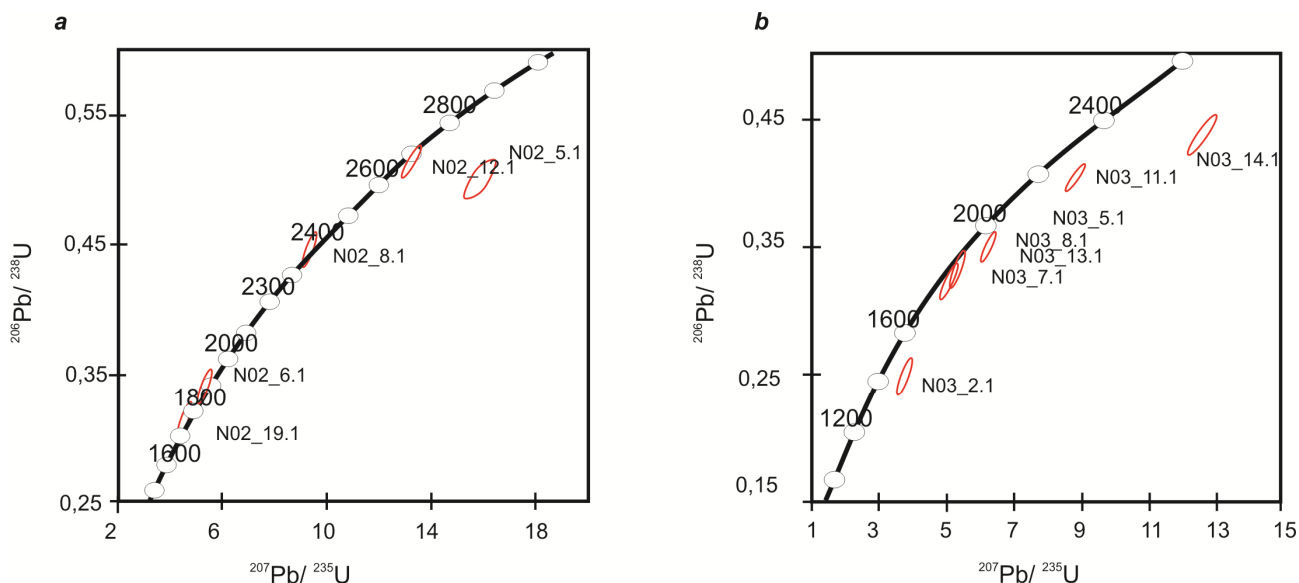 a
0,55
0,45
0,35
0,25
2
6
10
14
18
206Pb/ 238U
207Pb/ 235U
2800
2600
2400
2300
2000
1800
1600
N02_5.1
N02_12.1
N02_8.1
N02_6.1
N02_19.1
b
0,45
0,35
0,25
0,15
1
3
5
7
9
11
13
15
206Pb/ 238U
207Pb/ 235U
2400
2000
1600
1200
N03_14.1
N03_11.1
N03_5.1
N03_8.1
N03_13.1
N03_7.1
N03_2.1